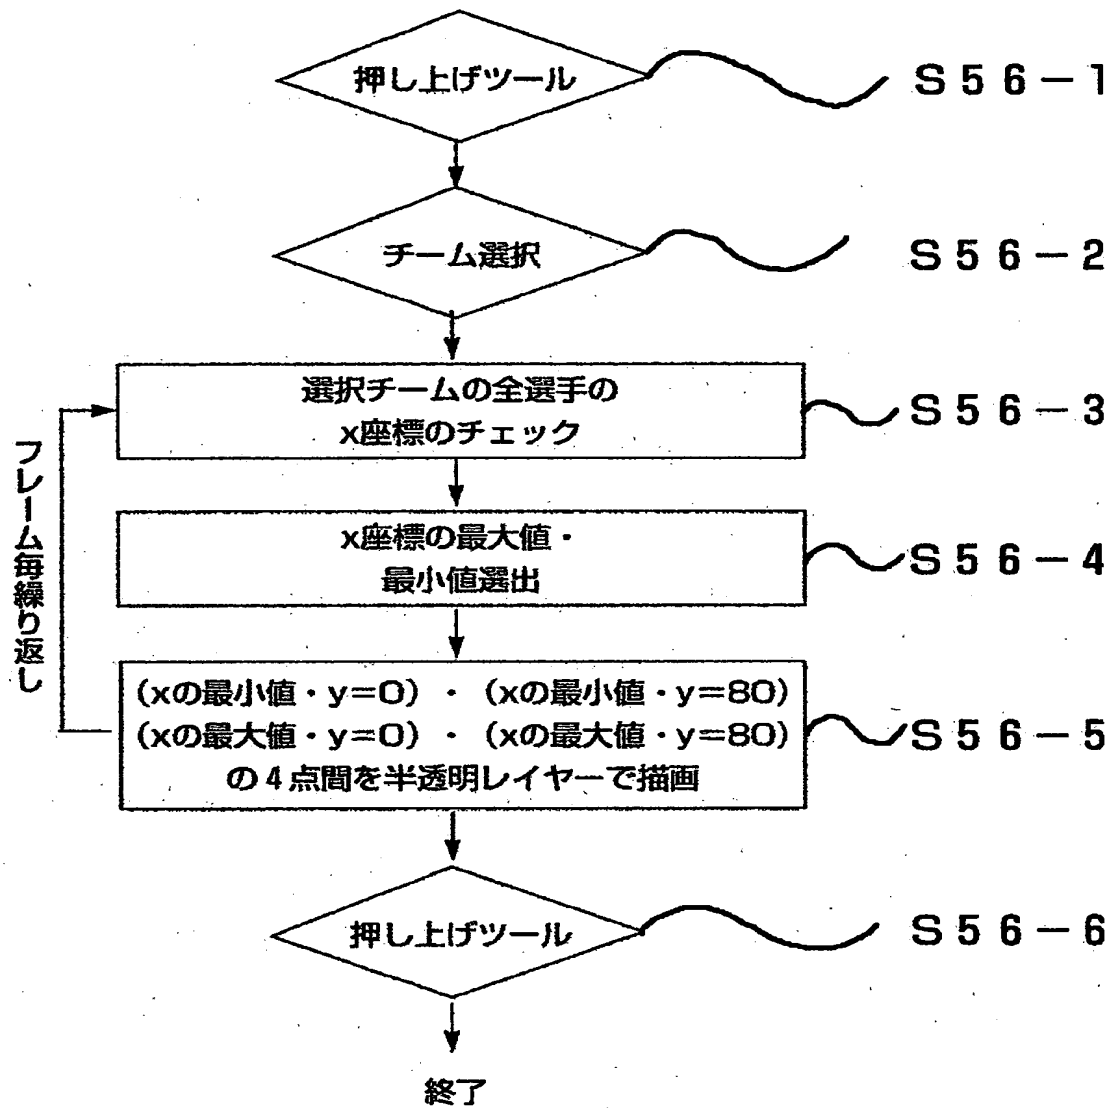 押し上げツール
S56-1
チーム選択
S56-2
選択チームの全選手の
x座標のチェック
S56-3
フレーム毎繰り返し
x座標の最大値・
最小値選出
S56-4
(xの最小値・y=0)・(xの最小値・y=80)
(xの最大値・y=0)・(xの最大値・y=80)
の4点間を半透明レイヤーで描画
S56-5
押し上げツール
S56-6
終了